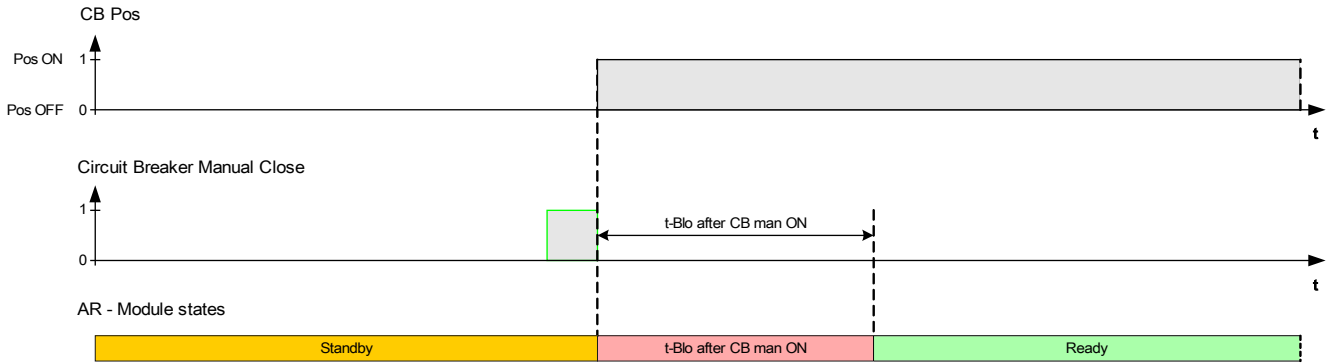 CB Pos
Pos ON 1
Pos OFF 0
t
Circuit Breaker Manual Close
1
t-Blo after CB man ON
0
t
AR - Module states
Standby t-Blo after CB man ON Ready